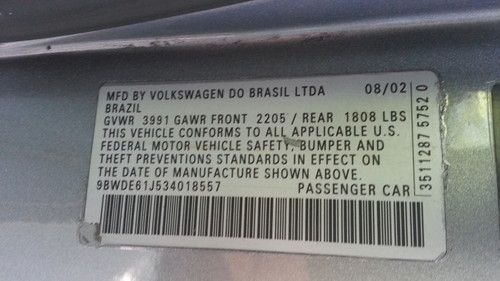 MFD BY VOLKSWAGEN DO BRASIL LTDA 08/02
BRAZIL
GVWR 3991 GAWR FRONT 2205 / REAR 1808 LBS
THIS VEHICLE CONFORMS TO ALL APPLICABLE U.S.
FEDERAL MOTOR VEHICLE SAFETY, BUMPER AND
THEFT PREVENTIONS STANDARDS IN EFFECT ON
THE DATE OF MANUFACTURE SHOWN ABOVE.
9BWDE61J534018557 PASSENGER CAR
3511287 5752 0